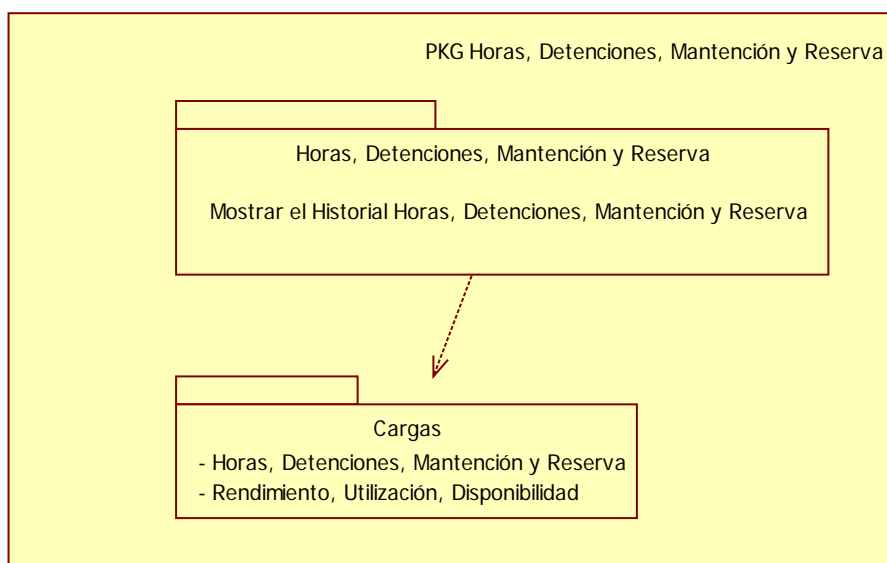 PKG Horas, Detenciones, Mantención y Reserva
Horas, Detenciones, Mantención y Reserva
Mostrar el Historial Horas, Detenciones, Mantención y Reserva
Cargas
- Horas, Detenciones, Mantención y Reserva
- Rendimiento, Utilización, Disponibilidad